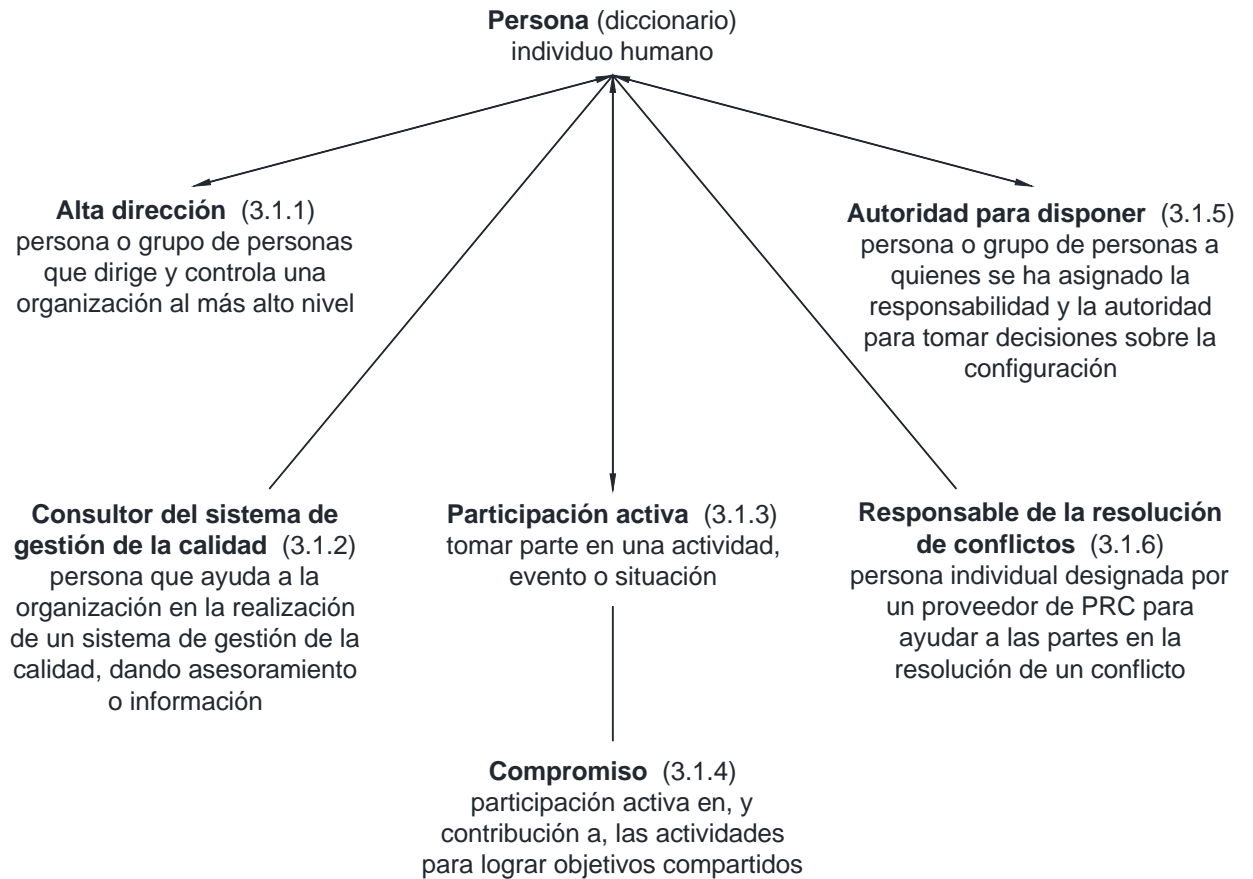 Persona (diccionario)
individuo humano
Alta dirección (3.1.1)
persona o grupo de personas
que dirige y controla una
organización al más alto nivel
Autoridad para disponer (3.1.5)
persona o grupo de personas a
quienes se ha asignado la
responsabilidad y la autoridad
para tomar decisiones sobre la
configuración
Consultor del sistema de
gestión de la calidad (3.1.2)
persona que ayuda a la
organización en la realización
de un sistema de gestión de la
calidad, dando asesoramiento
o información
Participación activa (3.1.3)
tomar parte en una actividad,
evento o situación
Responsable de la resolución
de conflictos (3.1.6)
persona individual designada por
un proveedor de PRC para
ayudar a las partes en la
resolución de un conflicto
Compromiso (3.1.4)
participación activa en, y
contribución a, las actividades
para lograr objetivos compartidos